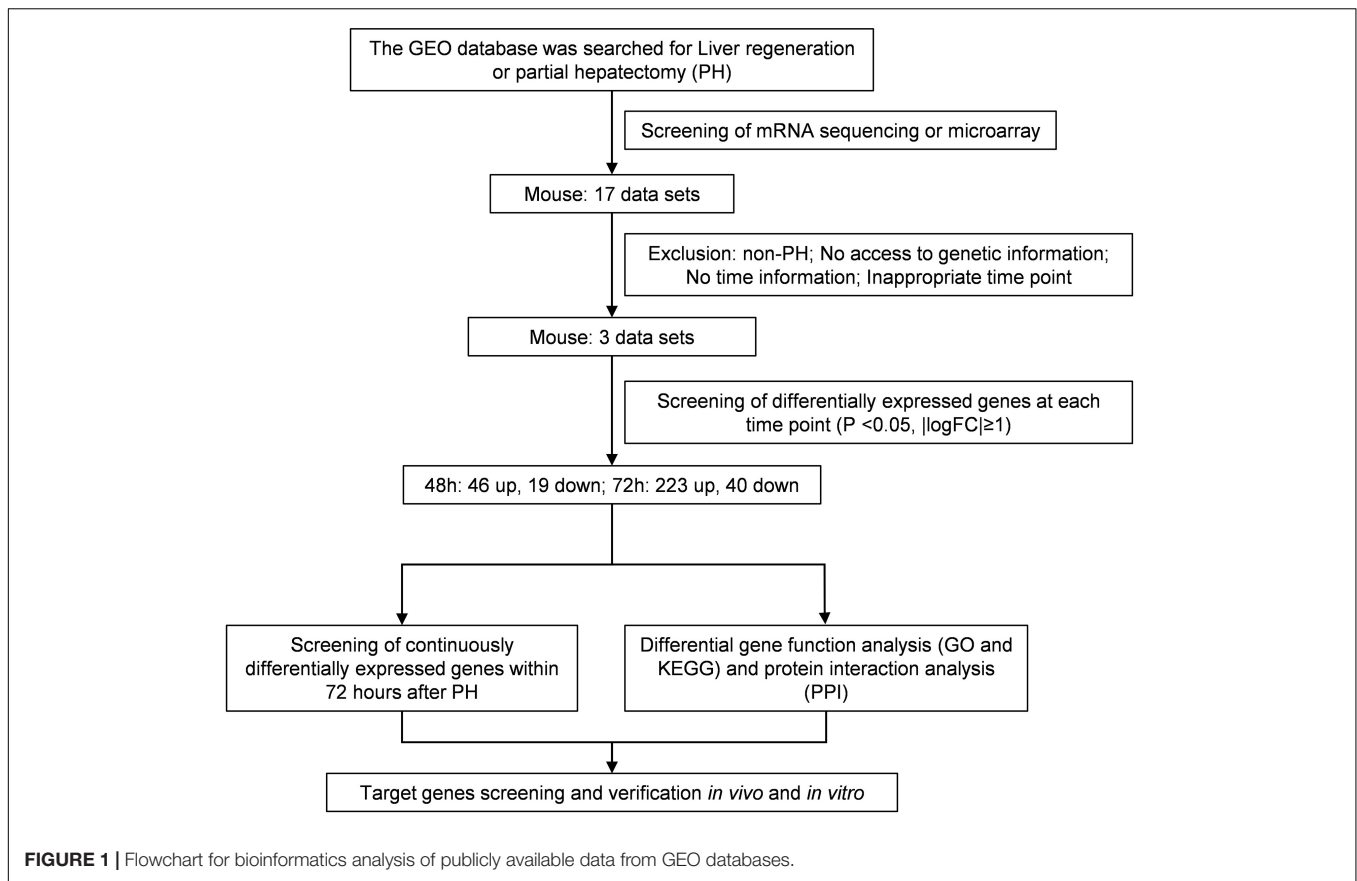 The GEO database was searched for Liver regeneration
or partial hepatectomy (PH)
Screening of mRNA sequencing or microarray
Mouse: 17 data sets
Exclusion: non-PH; No access to genetic information;
No time information; Inappropriate time point
Mouse: 3 data sets
Screening of differentially expressed genes at each
time point (P <0.05, |logFC|≥1)
48h: 46 up, 19 down; 72h: 223 up, 40 down
Screening of continuously
differentially expressed genes within
72 hours after PH
Differential gene function analysis (GO and
KEGG) and protein interaction analysis
(PPI)
Target genes screening and verification in vivo and in vitro
FIGURE 1 | Flowchart for bioinformatics analysis of publicly available data from GEO databases.